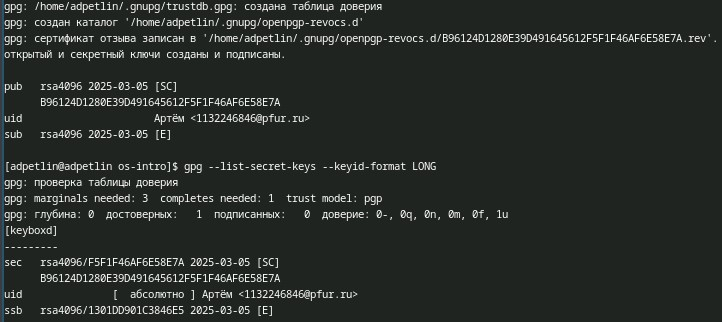 gpg: /home/adpetlin/.gnupg/trustdb.gpg: создана таблица доверия
gpg: создан каталог '/home/adpetlin/.gnupg/openpgp-revocs.d'
gpg: сертификат отзыва записан в '/home/adpetlin/.gnupg/openpgp-revocs.d/B96124D1280E39D491645612F5F1F46AF6E58E7A.rev'.
открытый и секретный ключи созданы и подписаны.
pub   rsa4096 2025-03-05 [SC]
      B96124D1280E39D491645612F5F1F46AF6E58E7A
uid                      Артём <1132246846@pfur.ru>
sub   rsa4096 2025-03-05 [E]
[adpetlin@adpetlin os-intro]$ gpg --list-secret-keys --keyid-format LONG
gpg: проверка таблицы доверия
gpg: marginals needed: 3  completes needed: 1  trust model: pgp
gpg: глубина: 0  достоверных:   1  подписанных:   0  доверие: 0-, 0q, 0n, 0m, 0f, 1u
[keyboxd]
---------
sec   rsa4096/F5F1F46AF6E58E7A 2025-03-05 [SC]
      B96124D1280E39D491645612F5F1F46AF6E58E7A
uid               [  абсолютно ] Артём <1132246846@pfur.ru>
ssb   rsa4096/1301DD901C3846E5 2025-03-05 [E]